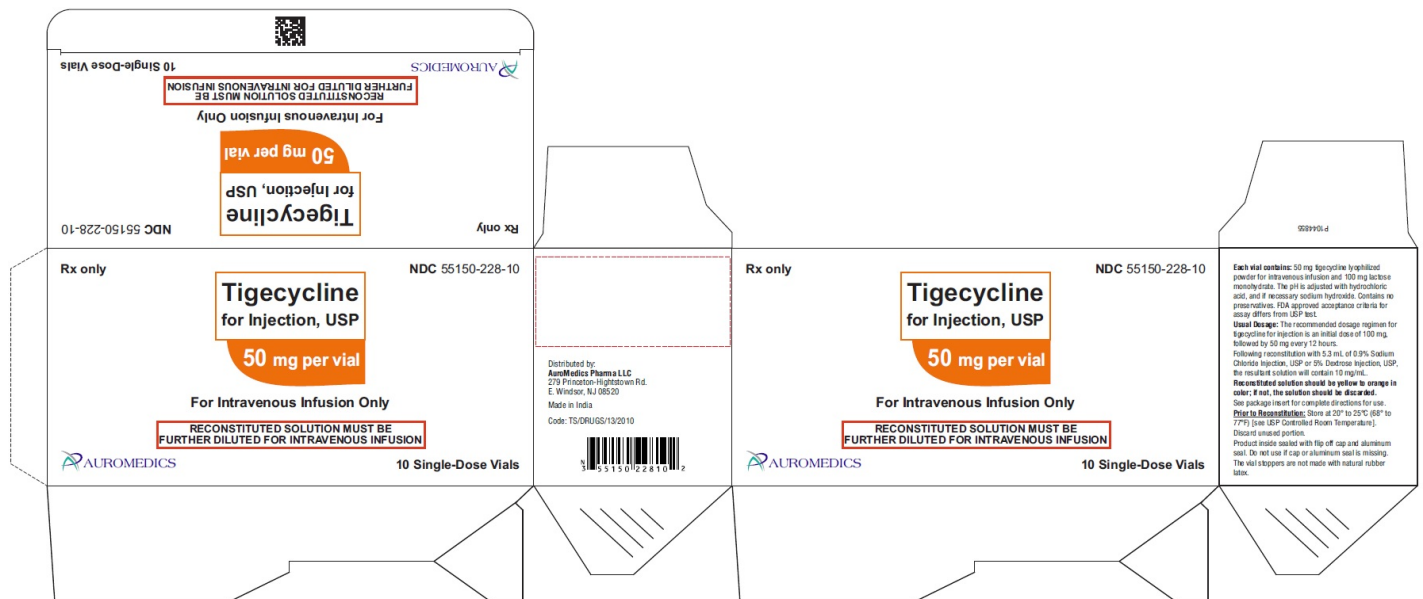 10 Single-Dose Vials
AUROMEDICS
RECONSTITUTED SOLUTION MUST BE
FURTHER DILUTED FOR INTRAVENOUS INFUSION
For Intravenous Infusion Only
50 mg per vial
Tigecycline
for Injection, USP
NDC 55150-228-10
Rx only
Rx only
NDC 55150-228-10
Tigecycline
for Injection, USP
50 mg per vial
For Intravenous Infusion Only
RECONSTITUTED SOLUTION MUST BE
FURTHER DILUTED FOR INTRAVENOUS INFUSION
AUROMEDICS
10 Single-Dose Vials
Distributed by:
AuroMedics Pharma LLC
279 Princeton-Hightstown Rd.
E. Windsor, NJ 08520
Made in India
Code: TS/DRUGS/13/2010
N
3 55150 22810 2
Rx only
NDC 55150-228-10
Tigecycline
for Injection, USP
50 mg per vial
For Intravenous Infusion Only
RECONSTITUTED SOLUTION MUST BE
FURTHER DILUTED FOR INTRAVENOUS INFUSION
AUROMEDICS
10 Single-Dose Vials
P1044855
Each vial contains: 50 mg tigecycline lyophilized
powder for intravenous infusion and 100 mg lactose
monohydrate. The pH is adjusted with hydrochloric
acid, and if necessary sodium hydroxide. Contains no
preservatives. FDA approved acceptance criteria for
assay differs from USP test.
Usual Dosage: The recommended dosage regimen for
tigecycline for injection is an initial dose of 100 mg,
followed by 50 mg every 12 hours.
Following reconstitution with 5.3 mL of 0.9% Sodium
Chloride Injection, USP or 5% Dextrose Injection, USP,
the resultant solution will contain 10 mg/mL.
Reconstituted solution should be yellow to orange in
color; if not, the solution should be discarded.
See package insert for complete directions for use.
Prior to Reconstitution: Store at 20° to 25°C (68° to
77°F) [see USP Controlled Room Temperature].
Discard unused portion.
Product inside sealed with flip off cap and aluminum
seal. Do not use if cap or aluminum seal is missing.
The vial stoppers are not made with natural rubber
latex.